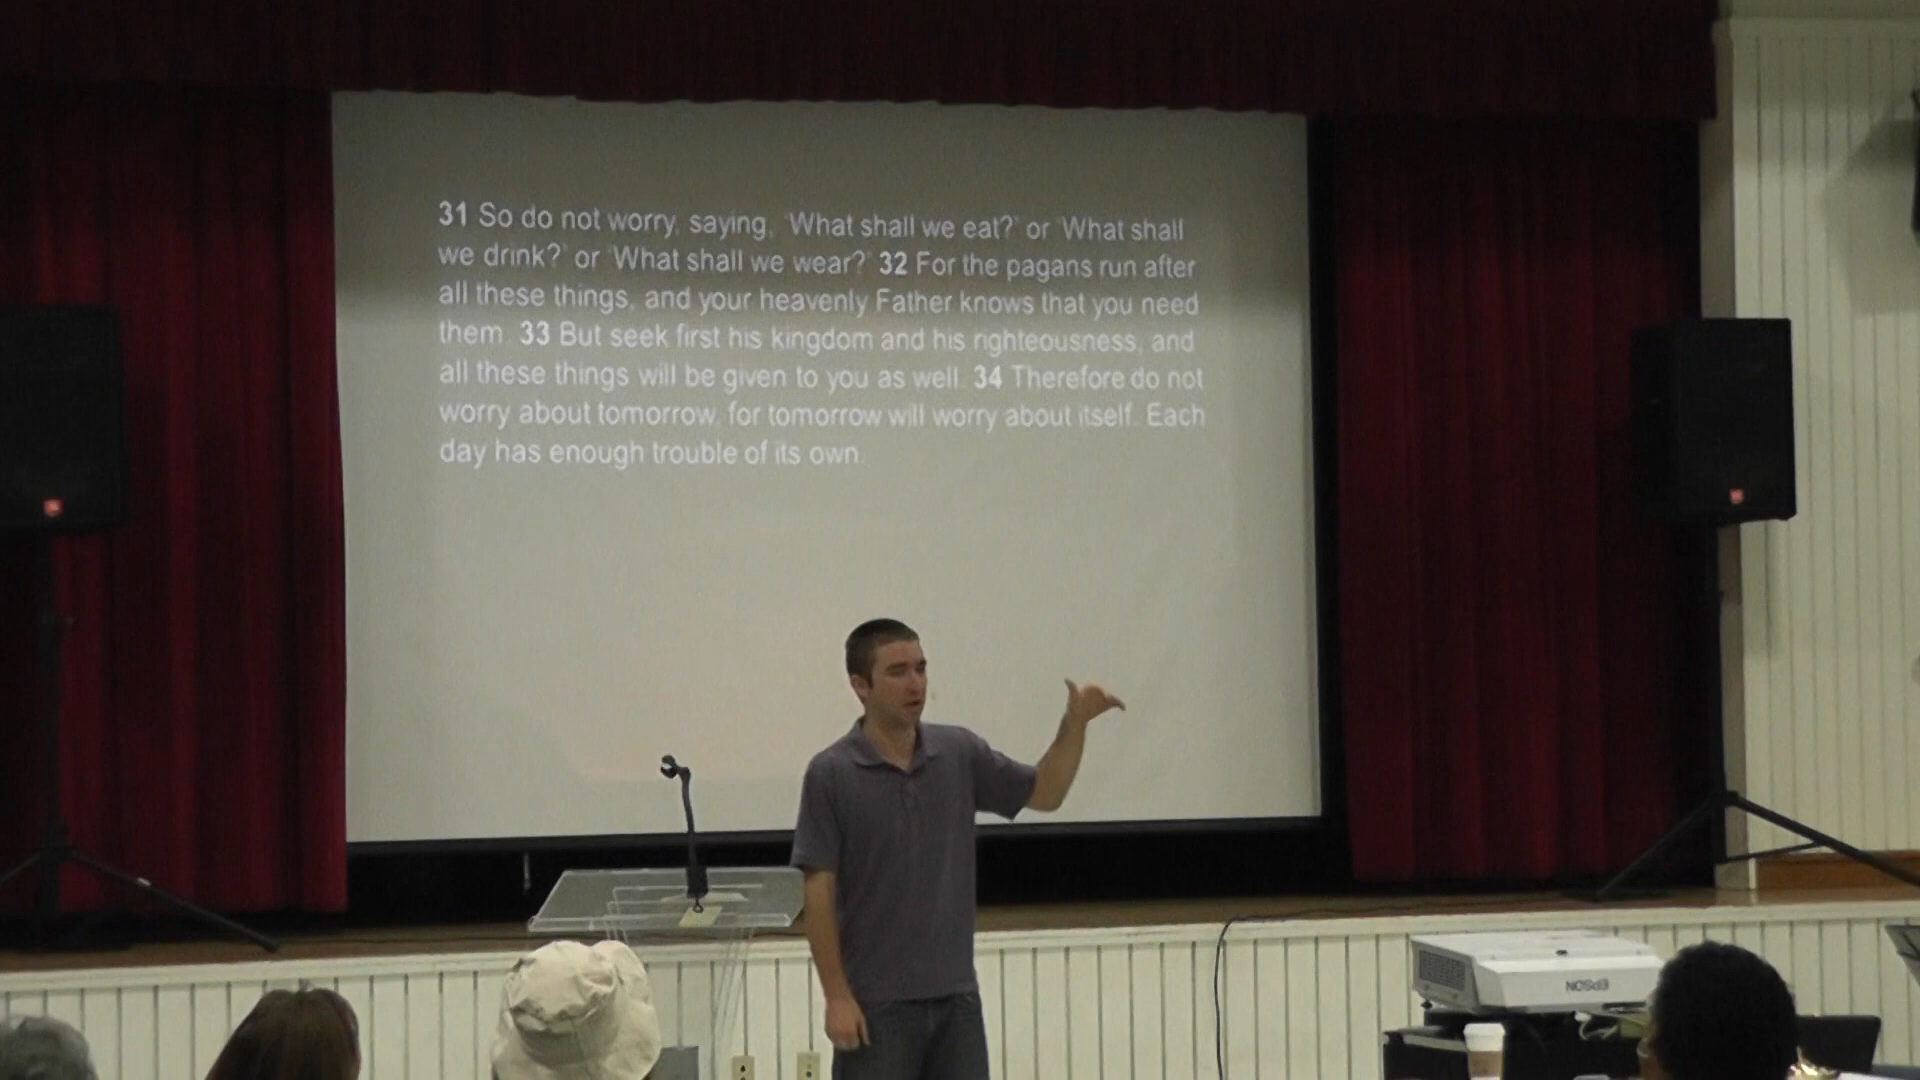 31 So do not worry, saying, 'What shall we eat?' or 'What shall
we drink?' or 'What shall we wear?' 32 For the pagans run after
all these things, and your heavenly Father knows that you need
them. 33 But seek first his kingdom and his righteousness, and
all these things will be given to you as well. 34 Therefore do not
worry about tomorrow, for tomorrow will worry about itself. Each
day has enough trouble of its own.
EPSON